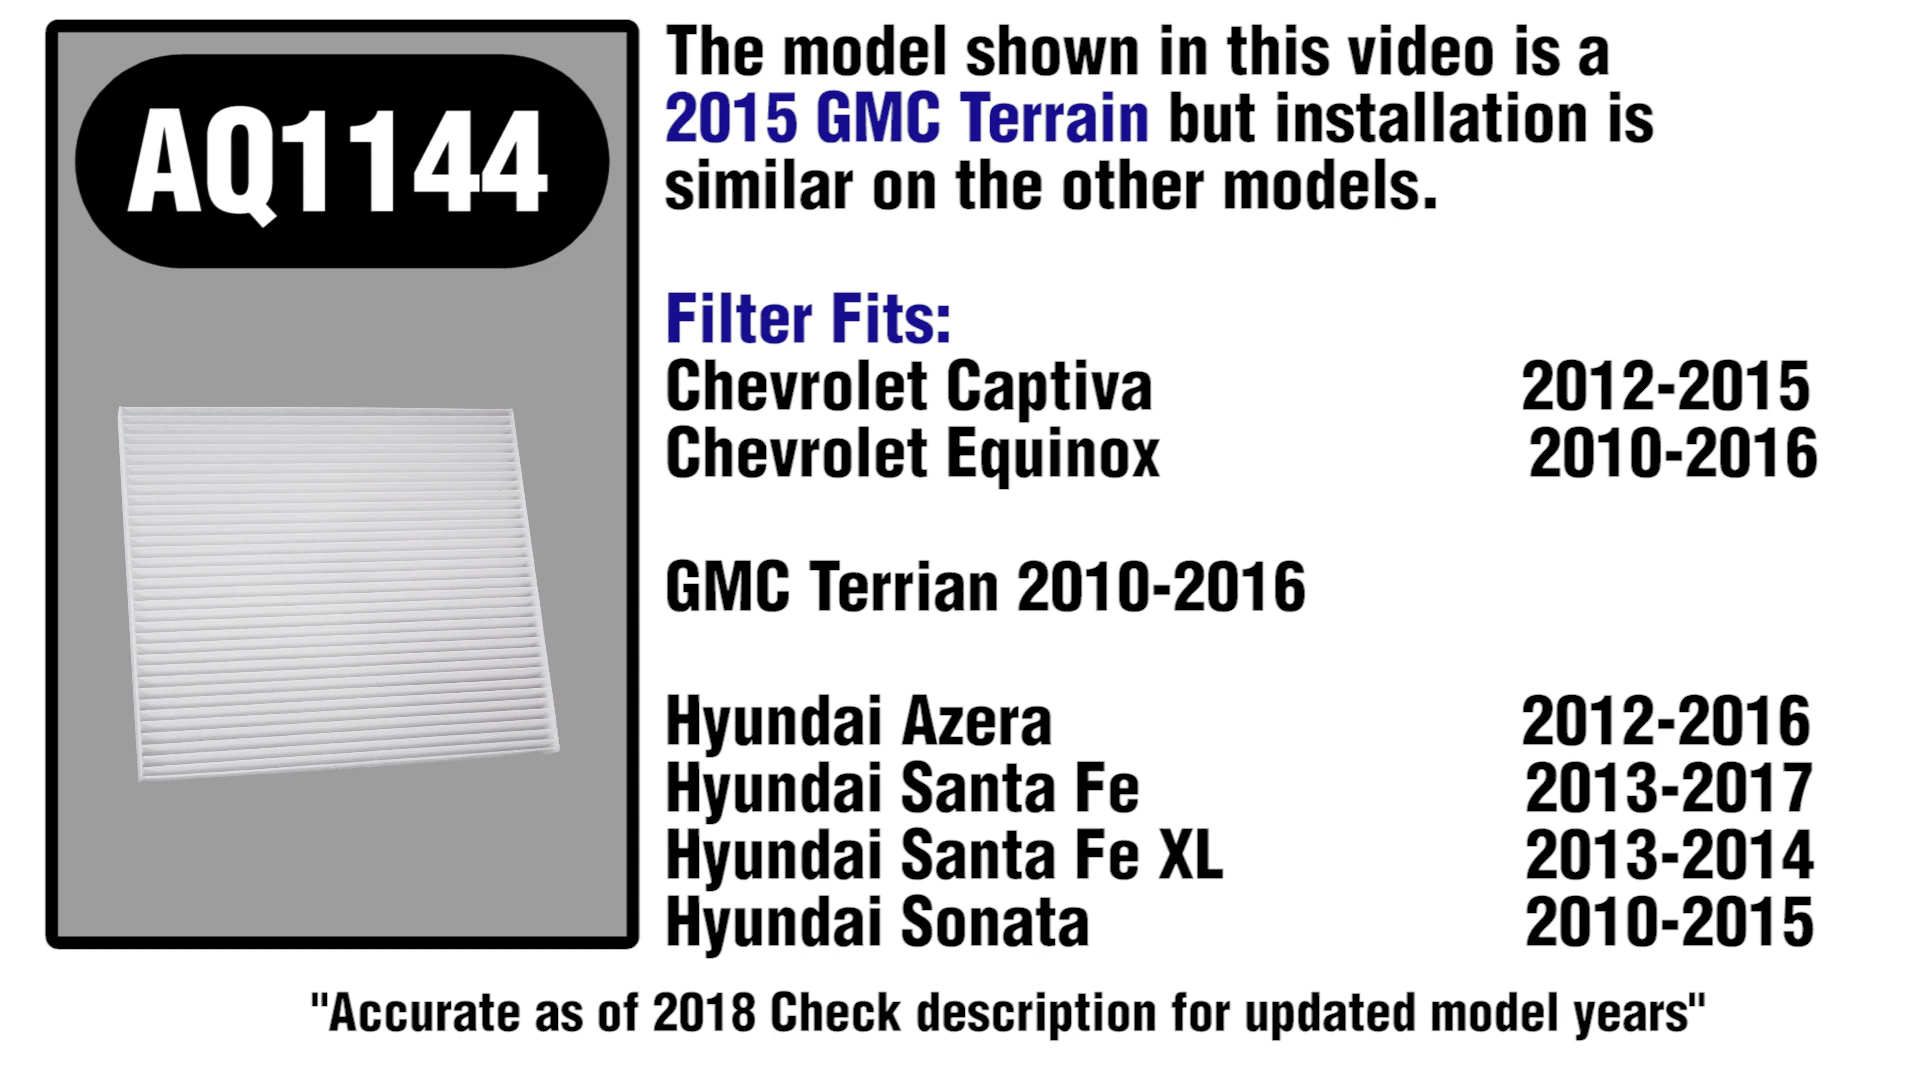 AQ1144
The model shown in this video is a
2015 GMC Terrain but installation is
similar on the other models.
Filter Fits:
Chevrolet Captiva 2012-2015
Chevrolet Equinox 2010-2016
GMC Terrian 2010-2016
Hyundai Azera 2012-2016
Hyundai Santa Fe 2013-2017
Hyundai Santa Fe XL 2013-2014
Hyundai Sonata 2010-2015
"Accurate as of 2018 Check description for updated model years"